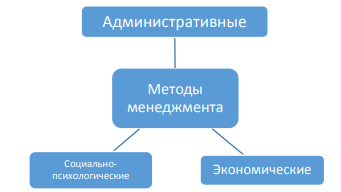 Административные
Методы
менеджмента
Социально-
психологические
Экономические